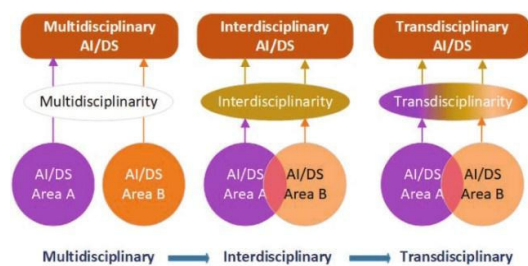 Multidisciplinary
AI/DS
Interdisciplinary
AI/DS
Transdisciplinary
AI/DS
Multidisciplinarity
Interdisciplinarity
Transdisciplinarity
AI/DS
Area A
AI/DS
Area B
AI/DS
Area A
AI/DS
Area B
AI/DS
Area A
AI/DS
Area B
Multidisciplinary
Interdisciplinary
Transdisciplinary